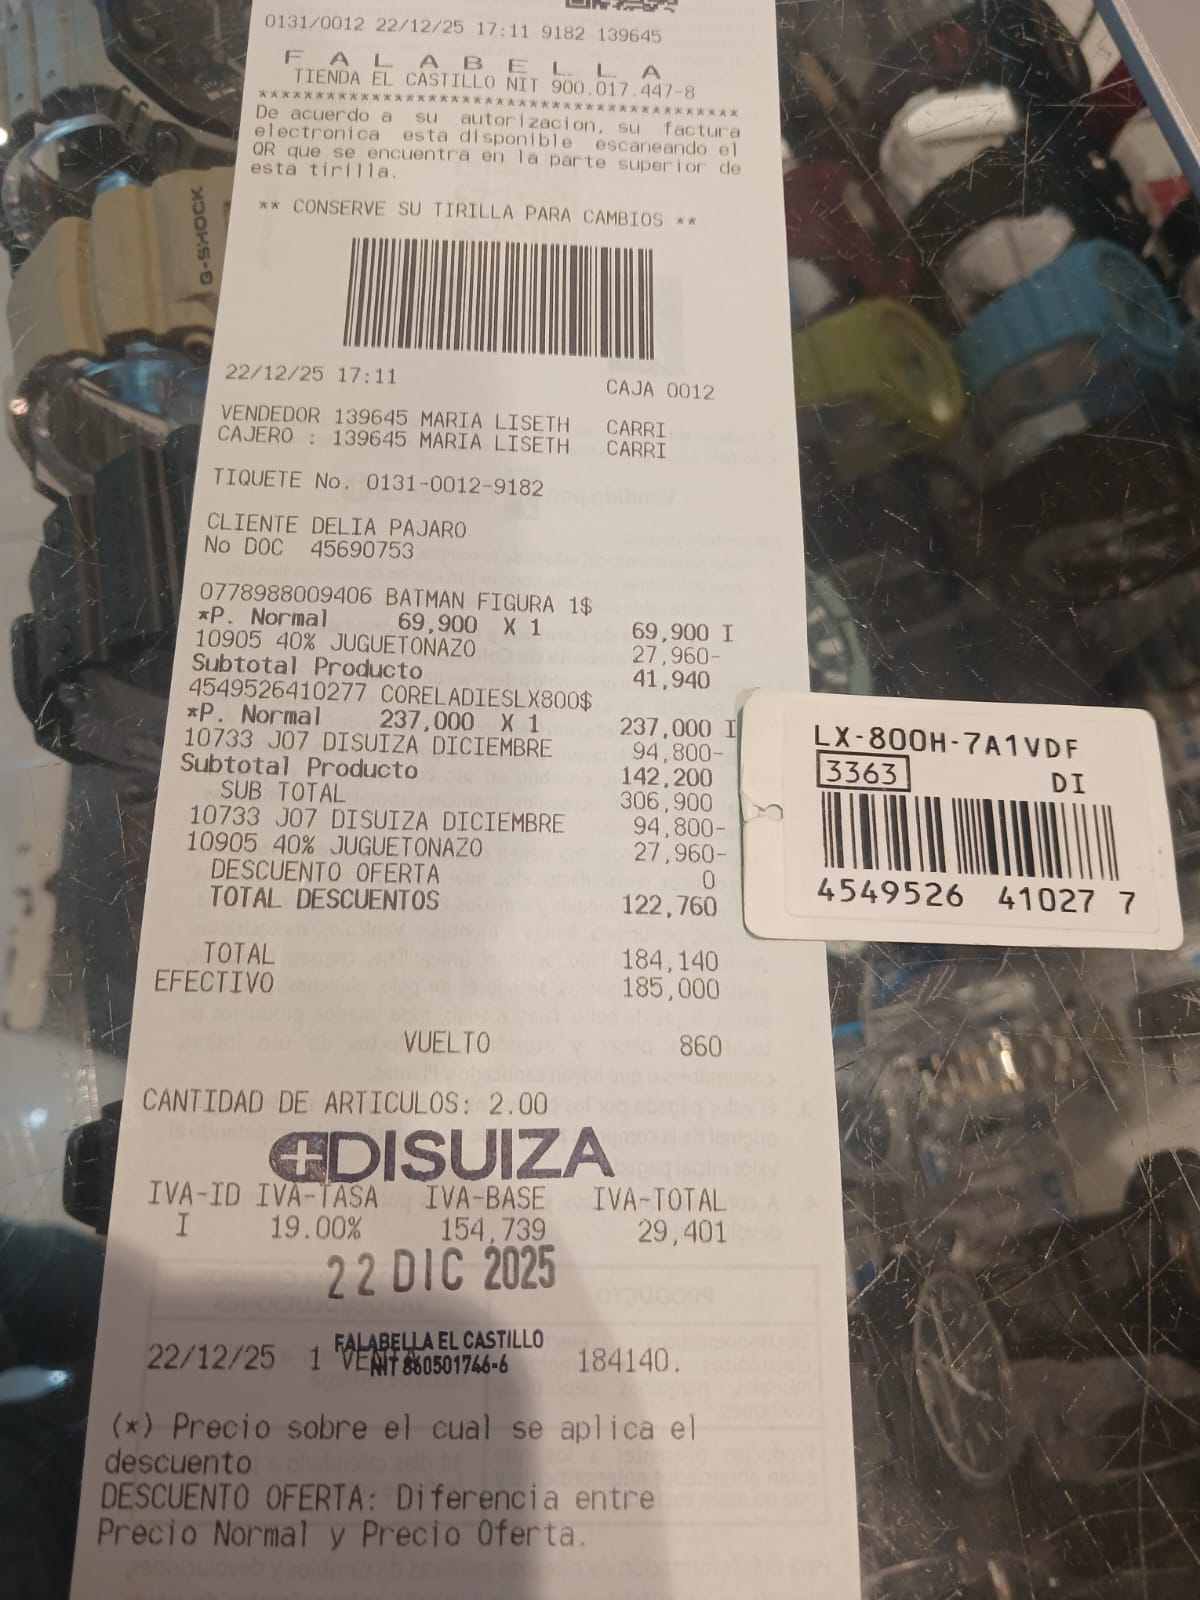 0131/0012 22/12/25 17:11 9182 139645
F A L A B E L L A
TIENDA EL CASTILLO NIT 900.017.447-8
******************************************
De acuerdo a su autorizacion, su factura
electronica esta disponible escaneando el
QR que se encuentra en la parte superior de
esta tirilla.
** CONSERVE SU TIRILLA PARA CAMBIOS **
22/12/25 17:11 CAJA 0012
VENDEDOR 139645 MARIA LISETH CARRI
CAJERO : 139645 MARIA LISETH CARRI
TIQUETE No. 0131-0012-9182
CLIENTE DELIA PAJARO
No DOC 45690753
0778988009406 BATMAN FIGURA 1$
*P. Normal 69,900 X 1 69,900 I
10905 40% JUGUETONAZO 27,960-
Subtotal Producto 41,940
4549526410277 CORELADIESLX800$
*P. Normal 237,000 X 1 237,000 I
10733 J07 DISUIZA DICIEMBRE 94,800-
Subtotal Producto 142,200
SUB TOTAL 306,900
10733 J07 DISUIZA DICIEMBRE 94,800-
10905 40% JUGUETONAZO 27,960-
DESCUENTO OFERTA 0
TOTAL DESCUENTOS 122,760
TOTAL 184,140
EFECTIVO 185,000
VUELTO 860
CANTIDAD DE ARTICULOS: 2.00
DISUIZA
IVA-ID IVA-TASA IVA-BASE IVA-TOTAL
I 19.00% 154,739 29,401
22 DIC 2025
FALABELLA EL CASTILLO
NIT 860501746-6
22/12/25 1 VENTA 184140.
(*) Precio sobre el cual se aplica el
descuento
DESCUENTO OFERTA: Diferencia entre
Precio Normal y Precio Oferta.
LX-800H-7A1VDF
3363 DI
4549526 41027 7
G-SHOCK